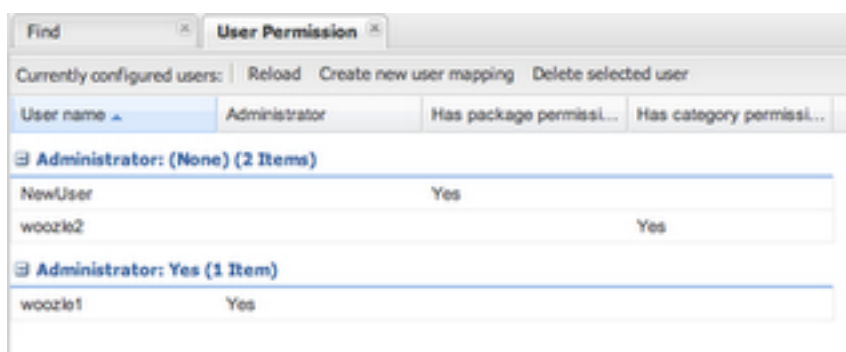 Find
User Permission
Currently configured users: Reload Create new user mapping Delete selected user
User name Administrator Has package permissi... Has category permissi...
Administrator: (None) (2 Items)
NewUser Yes
woozle2 Yes
Administrator: Yes (1 Item)
woozle1 Yes